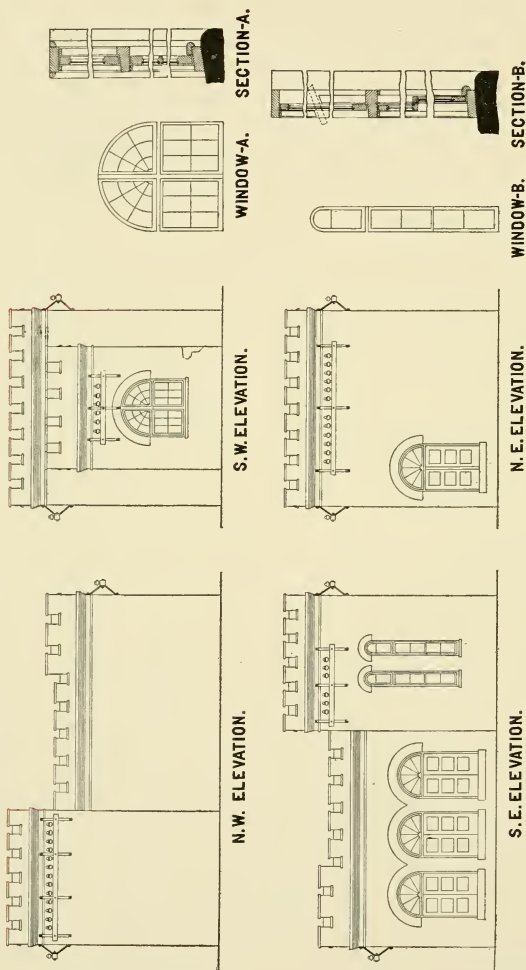 N.W. ELEVATION.
S.W. ELEVATION.
WINDOW-A.
SECTION-A.
S.E. ELEVATION.
N.E. ELEVATION.
WINDOW-B.
SECTION-B.